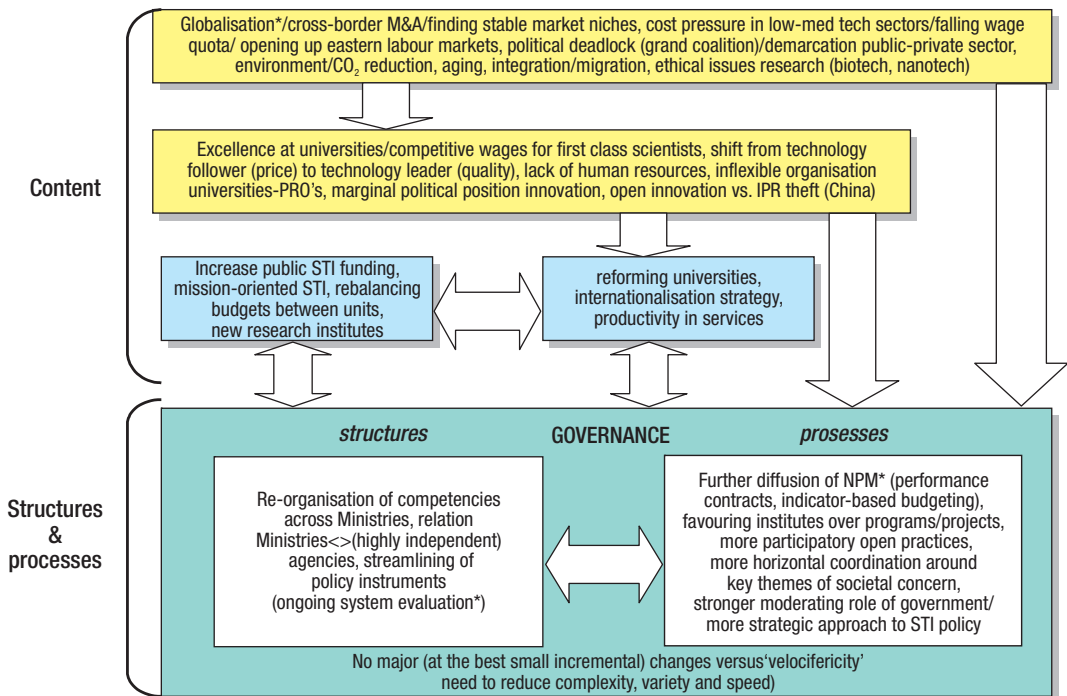 Globalisation*/cross-border M&A/finding stable market niches, cost pressure in low-med tech sectors/falling wage
quota/ opening up eastern labour markets, political deadlock (grand coalition)/demarcation public-private sector,
environment/CO₂ reduction, aging, integration/migration, ethical issues research (biotech, nanotech)
Excellence at universities/competitive wages for first class scientists, shift from technology
follower (price) to technology leader (quality), lack of human resources, inflexible organisation
universities-PRO's, marginal political position innovation, open innovation vs. IPR theft (China)
Content
Increase public STI funding,
mission-oriented STI, rebalancing
budgets between units,
new research institutes
reforming universities,
internationalisation strategy,
productivity in services
Structures
&
processes
structures
GOVERNANCE
prosesses
Re-organisation of competencies
across Ministries, relation
Ministries<>(highly independent)
agencies, streamlining of
policy instruments
(ongoing system evaluation*)
Further diffusion of NPM* (performance
contracts, indicator-based budgeting),
favouring institutes over programs/projects,
more participatory open practices,
more horizontal coordination around
key themes of societal concern,
stronger moderating role of government/
more strategic approach to STI policy
No major (at the best small incremental) changes versus‘velocifericity’
need to reduce complexity, variety and speed)